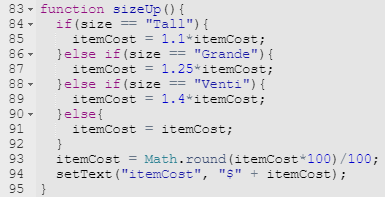 83 function sizeUp(){
84 if(size == "Tall"){
85 itemCost = 1.1*itemCost;
86 }else if(size == "Grande"){
87 itemCost = 1.25*itemCost;
88 }else if(size == "Venti"){
89 itemCost = 1.4*itemCost;
90 }else{
91 itemCost = itemCost;
92 }
93 itemCost = Math.round(itemCost*100)/100;
94 setText("itemCost", "$" + itemCost);
95 }